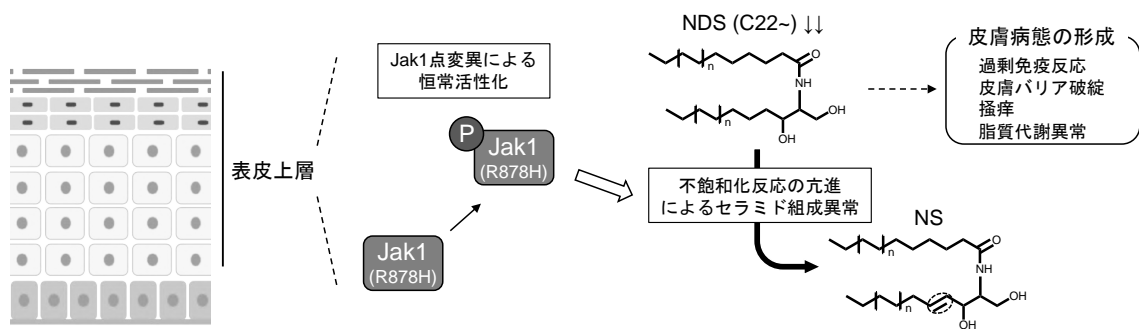 表皮上層
Jak1点変異による
恒常活性化
P
Jak1
(R878H)
Jak1
(R878H)
NDS (C22~) ↓↓
n
O
NH
n
OH
OH
不飽和化反応の亢進
によるセラミド組成異常
NS
n
O
NH
n
OH
OH
皮膚病態の形成
過剰免疫反応
皮膚バリア破綻
掻痒
脂質代謝異常